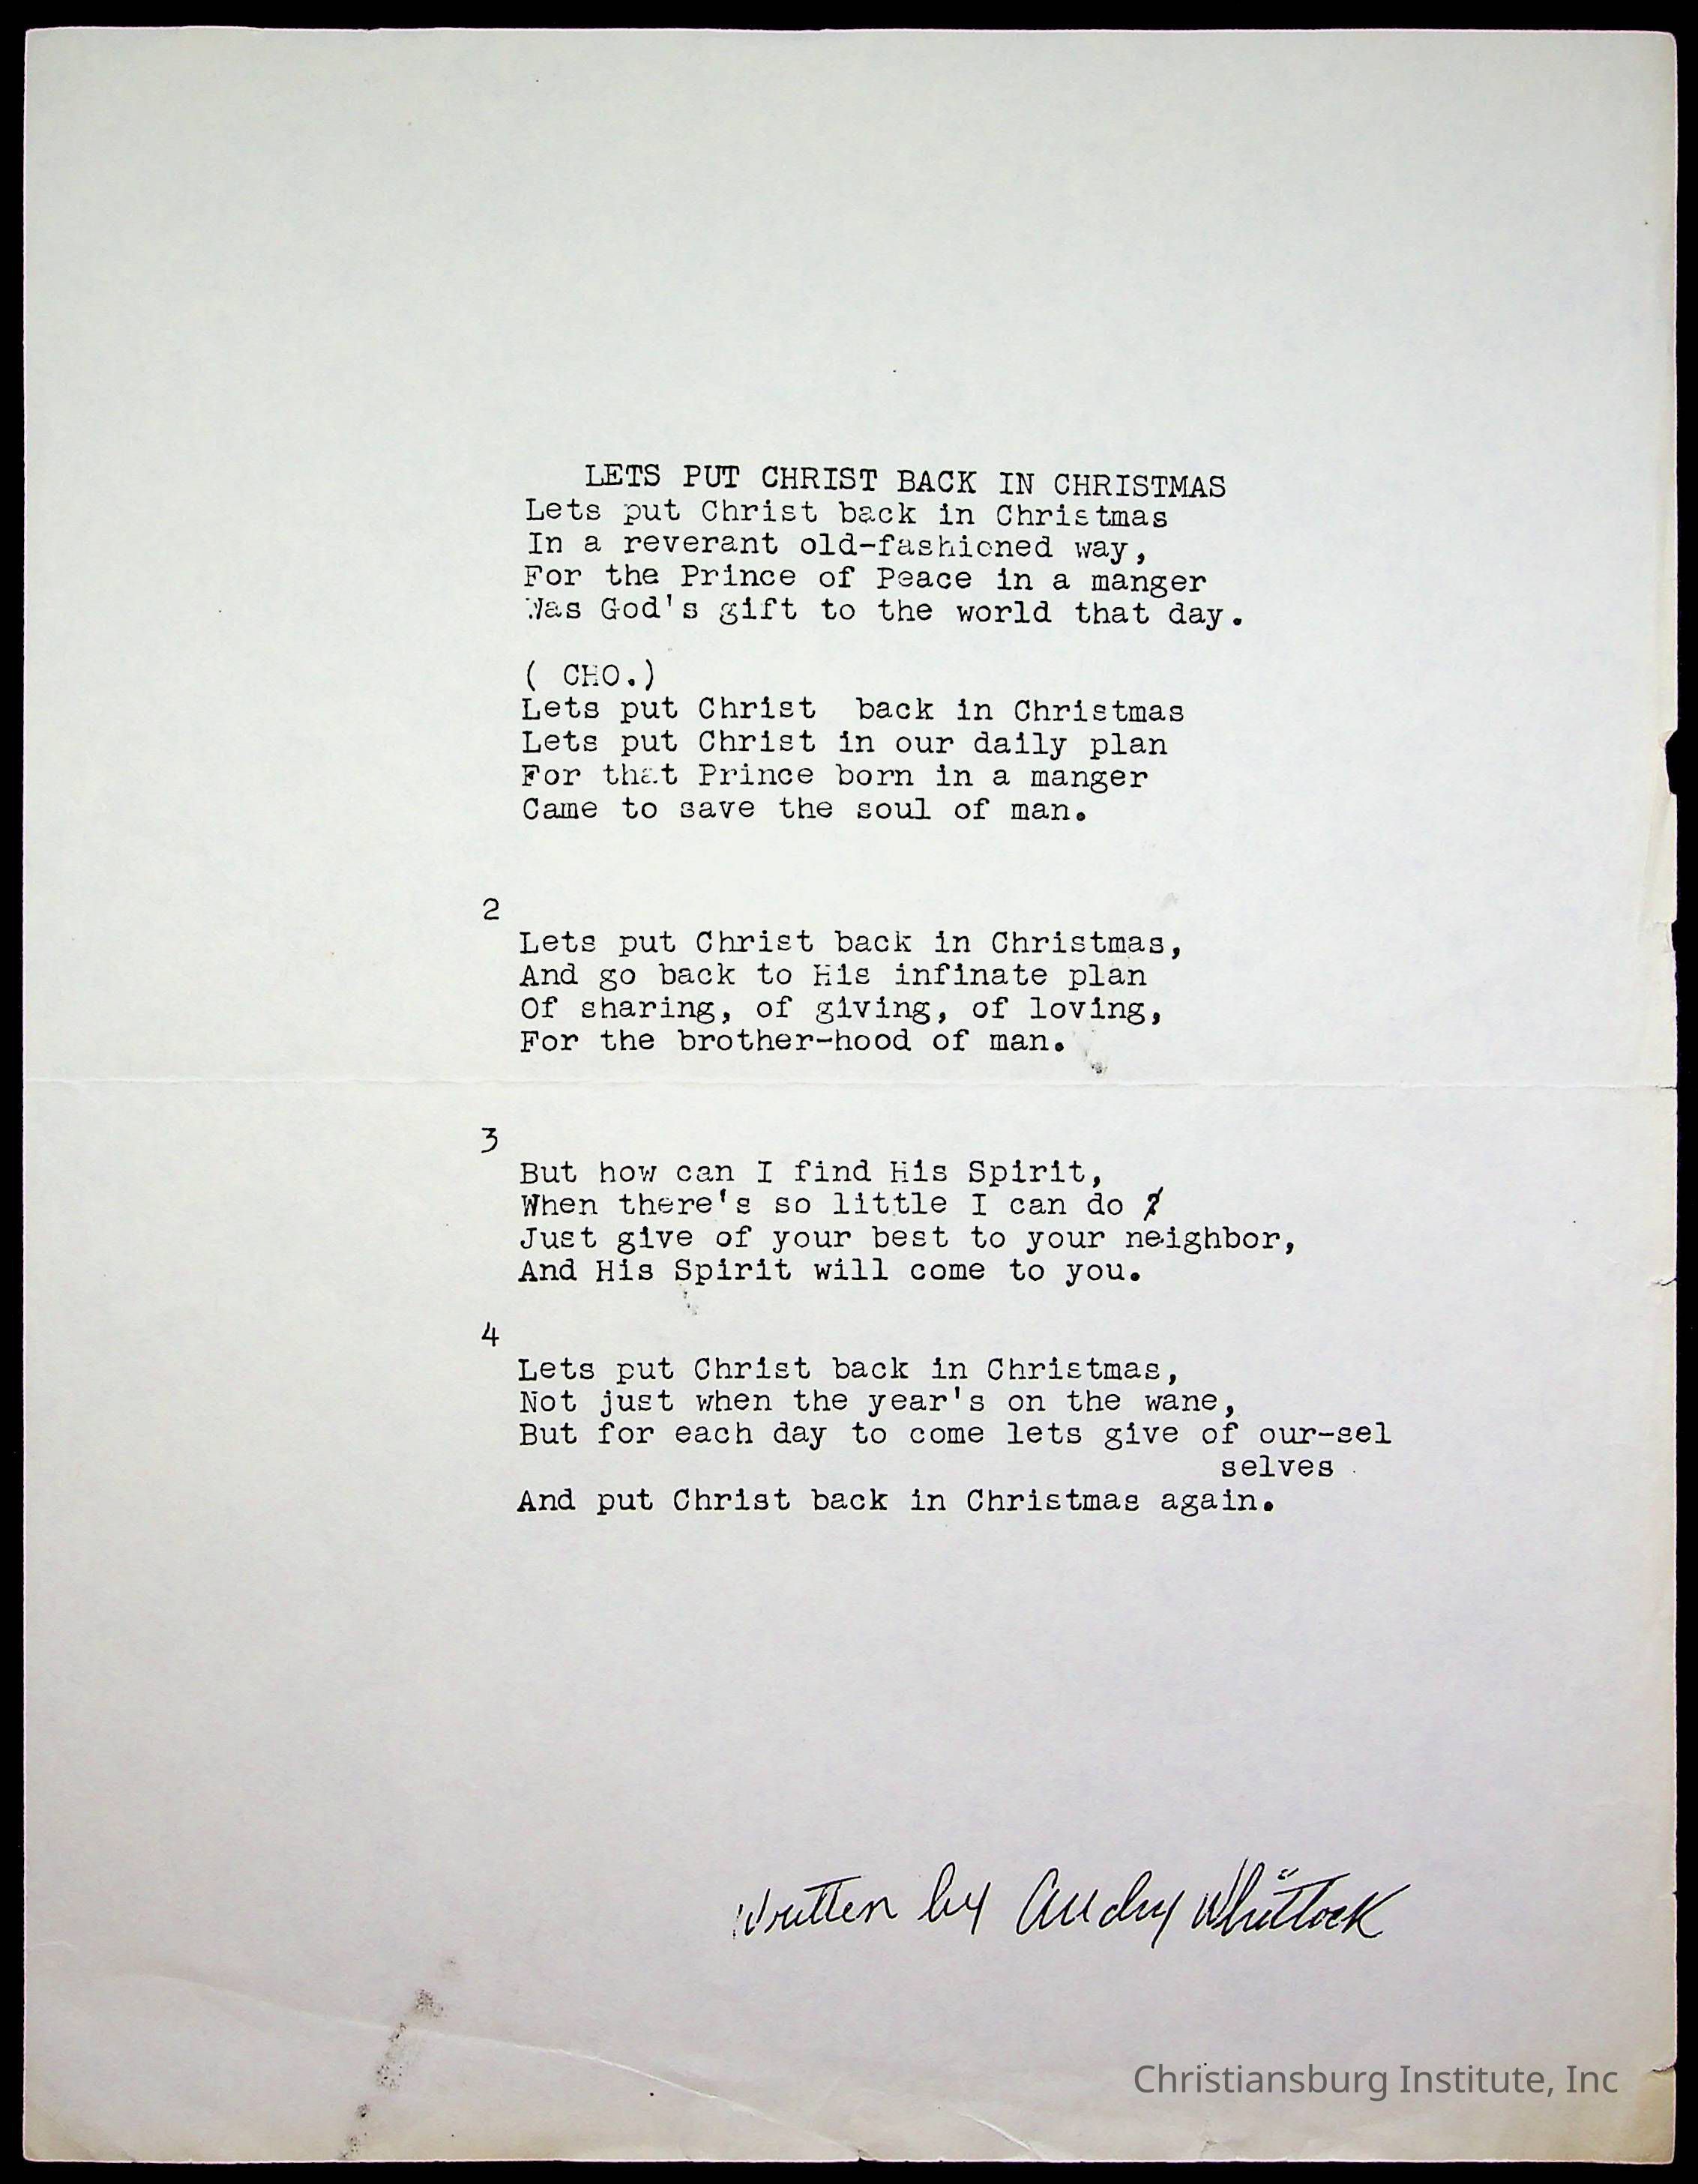 LETS PUT CHRIST BACK IN CHRISTMAS
Lets put Christ back in Christmas
In a reverant old-fashioned way,
For the Prince of Peace in a manger
Was God's gift to the world that day.
( CHO.)
Lets put Christ  back in Christmas
Lets put Christ in our daily plan
For that Prince born in a manger
Came to save the soul of man.
2
Lets put Christ back in Christmas,
And go back to His infinate plan
Of sharing, of giving, of loving,
For the brother-hood of man.
3
But how can I find His Spirit,
When there's so little I can do ?
Just give of your best to your neighbor,
And His Spirit will come to you.
4
Lets put Christ back in Christmas,
Not just when the year's on the wane,
But for each day to come lets give of our-sel
selves
And put Christ back in Christmas again.
Written by Audry Whittock
Christiansburg Institute, Inc